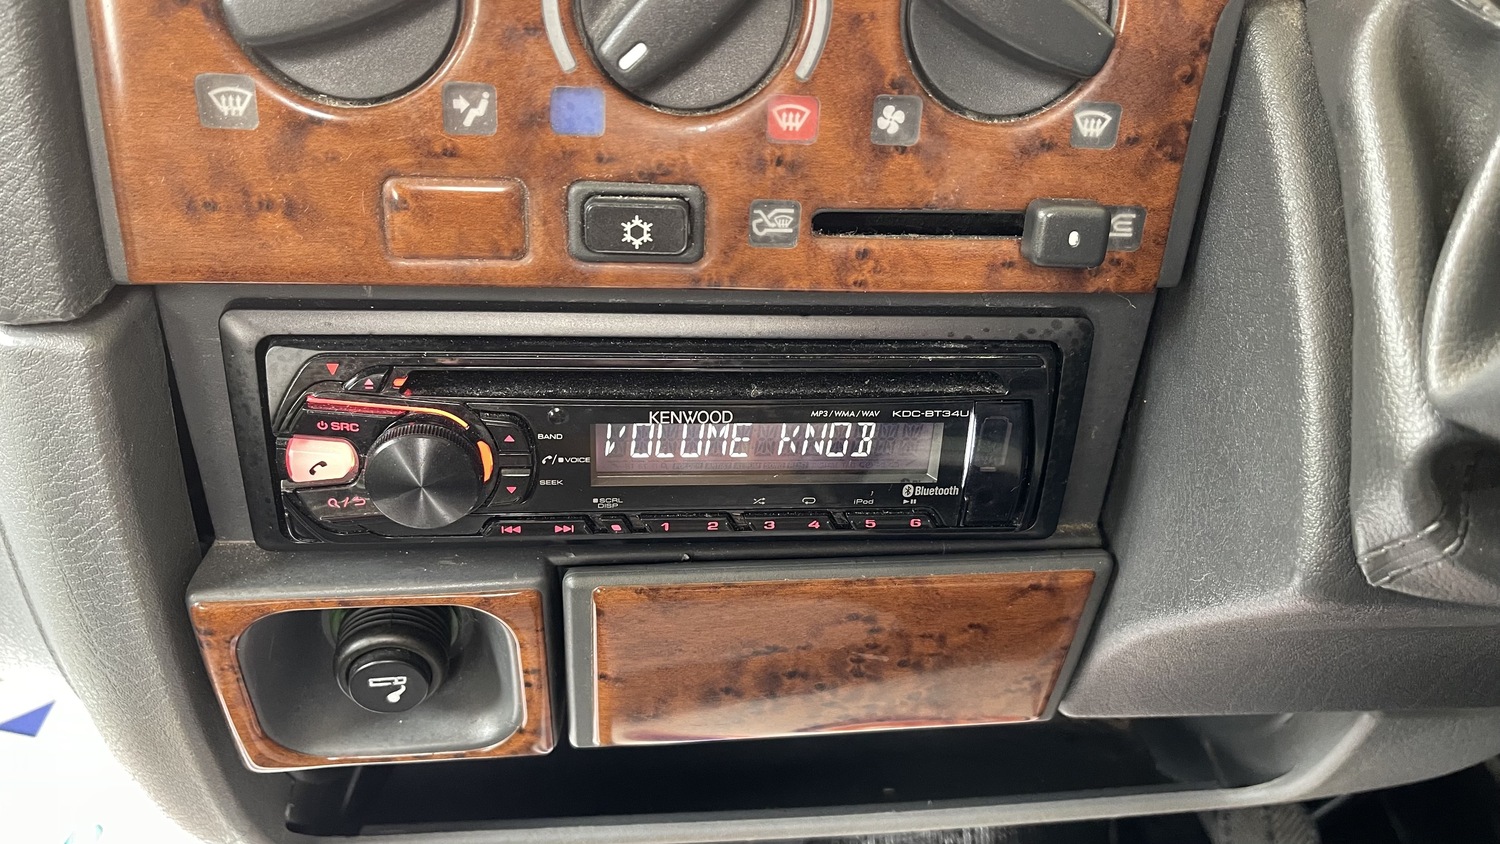 KENWOOD
MP3 / WMA / WAV
KDC-BT34U
SRC
BAND
VOLUME KNOB
VOICE
SEEK
Bluetooth
SCRL
DISP
iPod
1 2 3 4 5 6